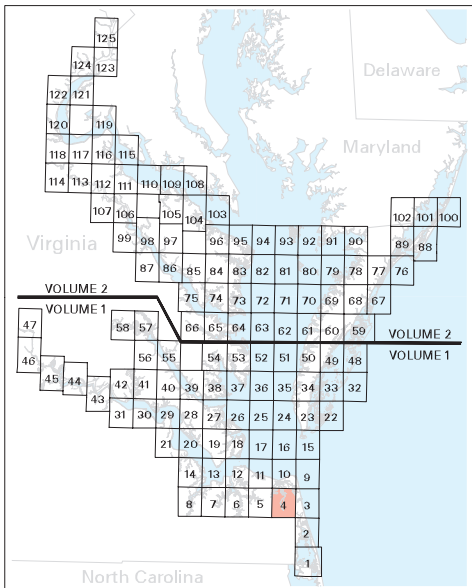 125
124 123
Delaware
122 121
120 119
Maryland
118 117 116 115
114 113 112 111 110 109 108
107 106 105 104 103 102 101 100
Virginia
99 98 97 96 95 94 93 92 91 90 89 88
87 86 85 84 83 82 81 80 79 78 77 76
VOLUME 2
75 74 73 72 71 70 69 68 67
VOLUME 1
47 58 57 66 65 64 63 62 61 60 59
VOLUME 2
VOLUME 1
46 56 55 54 53 52 51 50 49 48
45 44 43 42 41 40 39 38 37 36 35 34 33 32
31 30 29 28 27 26 25 24 23 22
21 20 19 18 17 16 15
14 13 12 11 10 9
8 7 6 5 4 3
2
North Carolina
1